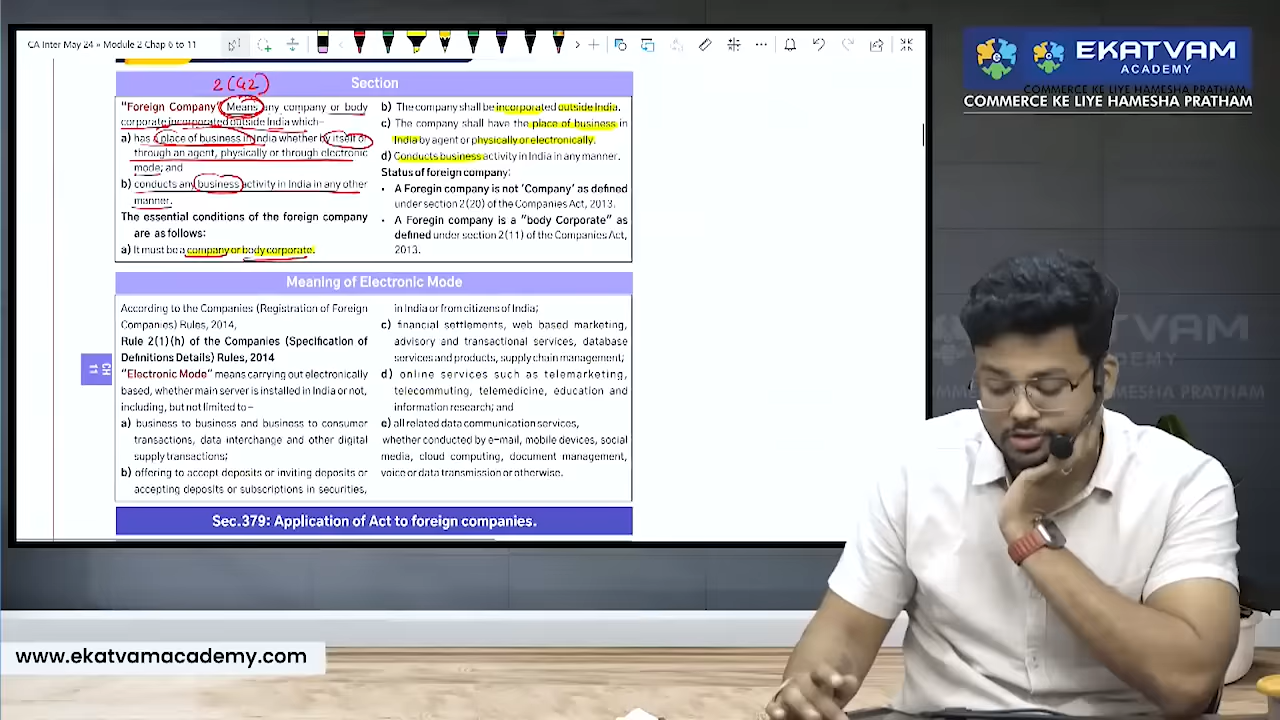 CA Inter May 24 » Module 2 Chap 6 to 11
EKATVAM
ACADEMY
COMMERCE KE LIYE HAMESHA PRATHAM
COMMERCE KE LIYE HAMESHA PRATHAM
2 (42)
Section
"Foreign Company" Means any company or body
corporate incorporated outside India which–
a) has a place of business in India whether by itself or
through an agent, physically or through electronic
mode; and
b) conducts any business activity in India in any other
manner.
The essential conditions of the foreign company
are as follows:
a) It must be a company or body corporate.
b) The company shall be incorporated outside India.
c) The company shall have the place of business in
India by agent or physically or electronically.
d) Conducts business activity in India in any manner.
Status of foreign company:
• A Foregin company is not 'Company' as defined
under section 2(20) of the Companies Act, 2013.
• A Foregin company is a "body Corporate" as
defined under section 2(11) of the Companies Act,
2013.
Meaning of Electronic Mode
According to the Companies (Registration of Foreign
Companies) Rules, 2014,
Rule 2(1)(h) of the Companies (Specification of
Definitions Details) Rules, 2014
"Electronic Mode" means carrying out electronically
based, whether main server is installed in India or not,
including, but not limited to –
a) business to business and business to consumer
transactions, data interchange and other digital
supply transactions;
b) offering to accept deposits or inviting deposits or
accepting deposits or subscriptions in securities,
in India or from citizens of India;
c) financial settlements, web based marketing,
advisory and transactional services, database
services and products, supply chain management;
d) online services such as telemarketing,
telecommuting, telemedicine, education and
information research; and
e) all related data communication services,
whether conducted by e-mail, mobile devices, social
media, cloud computing, document management,
voice or data transmission or otherwise.
CH
11
Sec.379: Application of Act to foreign companies.
TVAM
EMY
MESHA PRATHAM
www.ekatvamacademy.com